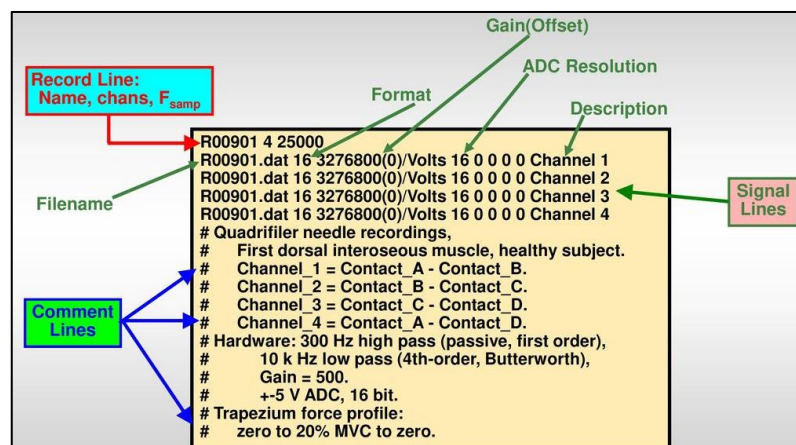 Gain(Offset)
ADC Resolution
Record Line:
Name, chans, Fsamp
Format
Description
R00901 4 25000
R00901.dat 16 3276800(0)/Volts 16 0 0 0 0 Channel 1
R00901.dat 16 3276800(0)/Volts 16 0 0 0 0 Channel 2
R00901.dat 16 3276800(0)/Volts 16 0 0 0 0 Channel 3
R00901.dat 16 3276800(0)/Volts 16 0 0 0 0 Channel 4
Filename
Signal
Lines
# Quadrifiler needle recordings,
# First dorsal interoseous muscle, healthy subject.
# Channel_1 = Contact_A - Contact_B.
# Channel_2 = Contact_B - Contact_C.
# Channel_3 = Contact_C - Contact_D.
# Channel_4 = Contact_A - Contact_D.
Comment
Lines
# Hardware: 300 Hz high pass (passive, first order),
# 10 k Hz low pass (4th-order, Butterworth),
# Gain = 500.
# +-5 V ADC, 16 bit.
# Trapezium force profile:
# zero to 20% MVC to zero.